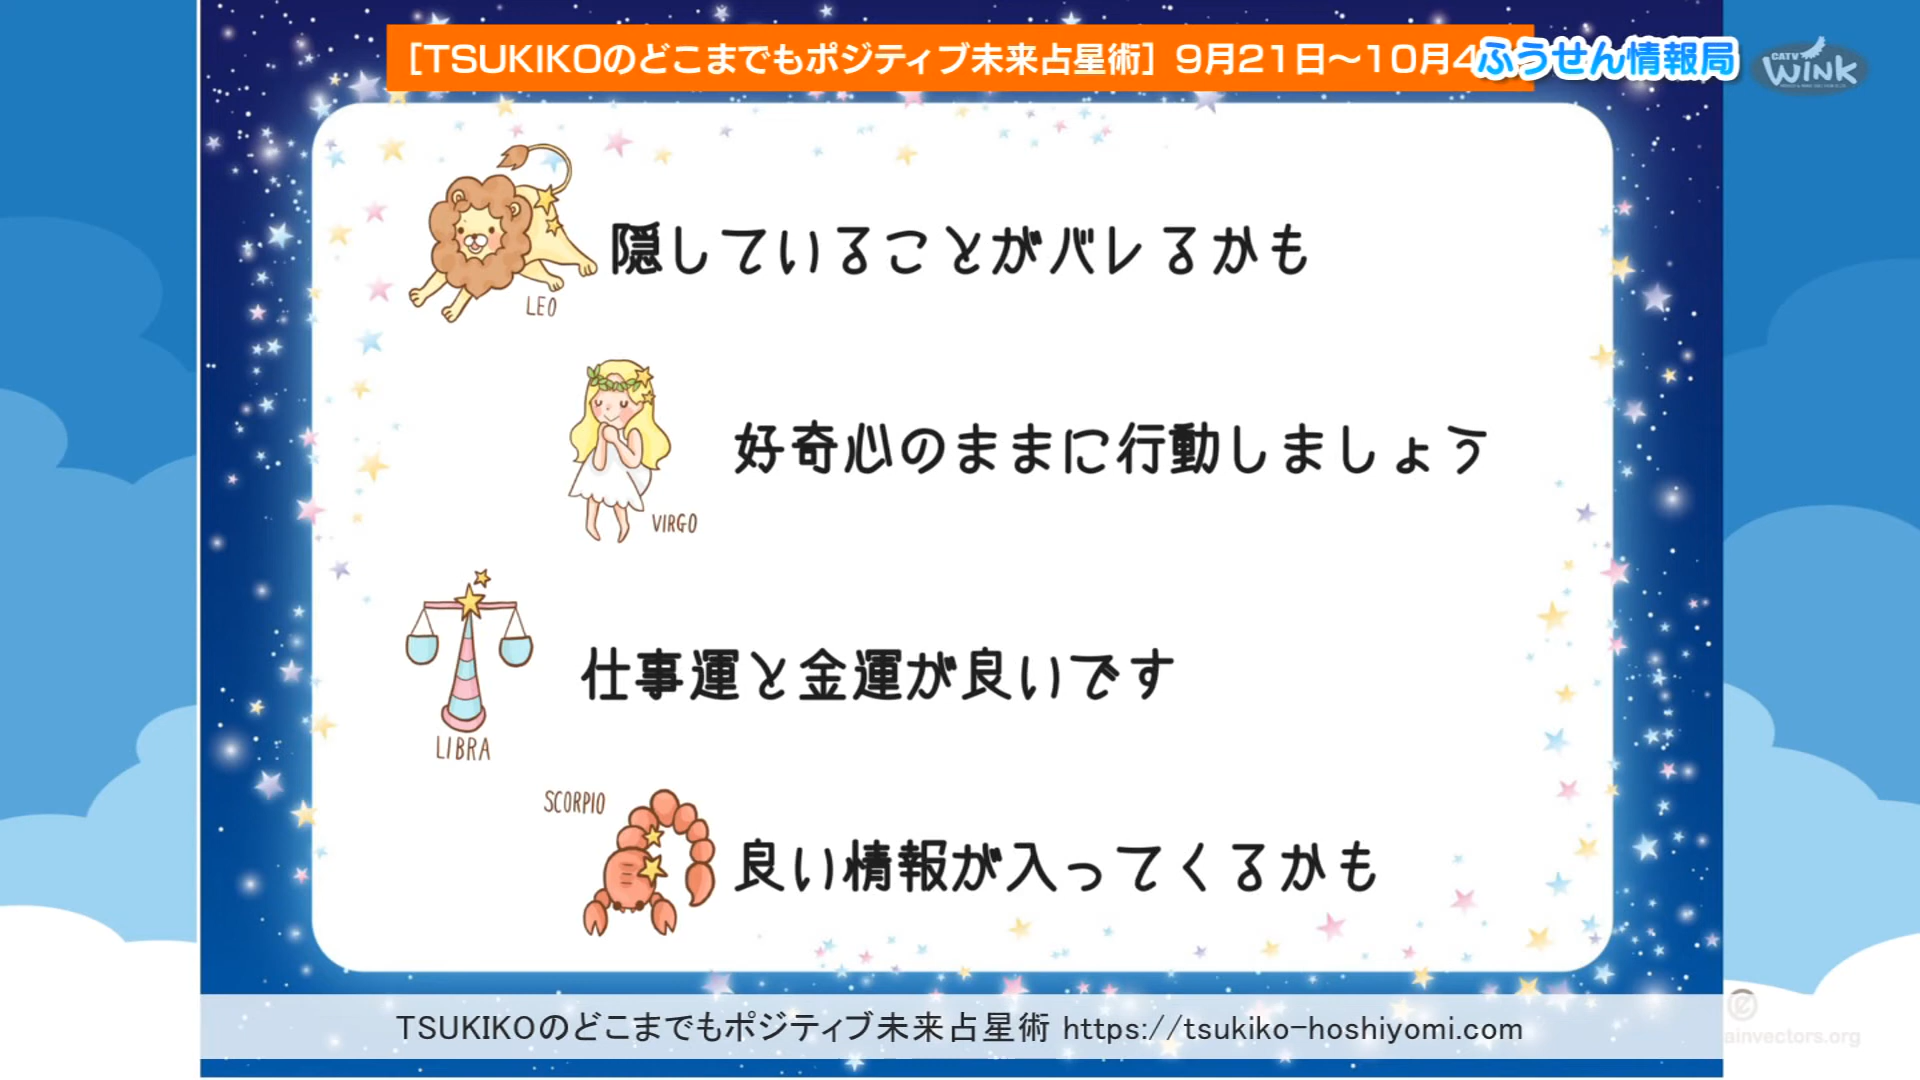 [TSUKIKOのどこまでもポジティブ未来占星術] 9月21日～10月4
ふうせん情報局
CATV
WINK
隠していることがバレるかも
LEO
好奇心のままに行動しましょう
VIRGO
仕事運と金運が良いです
LIBRA
SCORPIO
良い情報が入ってくるかも
TSUKIKOのどこまでもポジティブ未来占星術 https://tsukiko-hoshiyomi.com
ainvectors.org